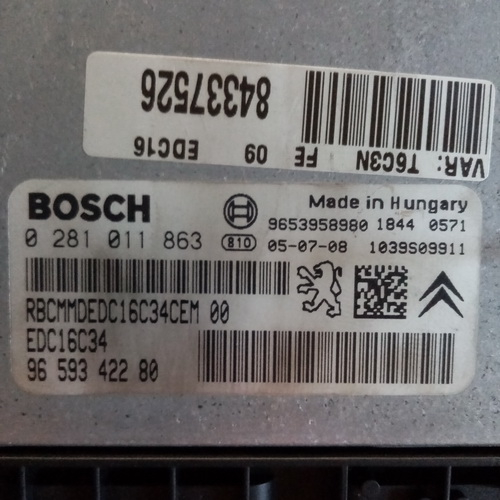 84337526
VAR: T6C3N FE 09 EDC16
BOSCH
Made in Hungary
9653958980 1844 0571
0 281 011 863 810 05-07-08 1039S09911
RBCMMDEDC16C34CEM 00
EDC16C34
96 593 422 80